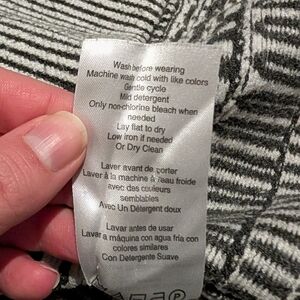 Wash before wearing
Machine wash cold with like colors
Gentle cycle
Mild detergent
Only non-chlorine bleach when
needed
Lay flat to dry
Low iron if needed
Or Dry Clean
Laver avant de porter
Laver à la machine à l'eau froide
avec des couleurs
semblables
Avec Un Détergent doux
Lavar antes de usar
Lavar a máquina con agua fria con
colores similares
Con Detergente Suave